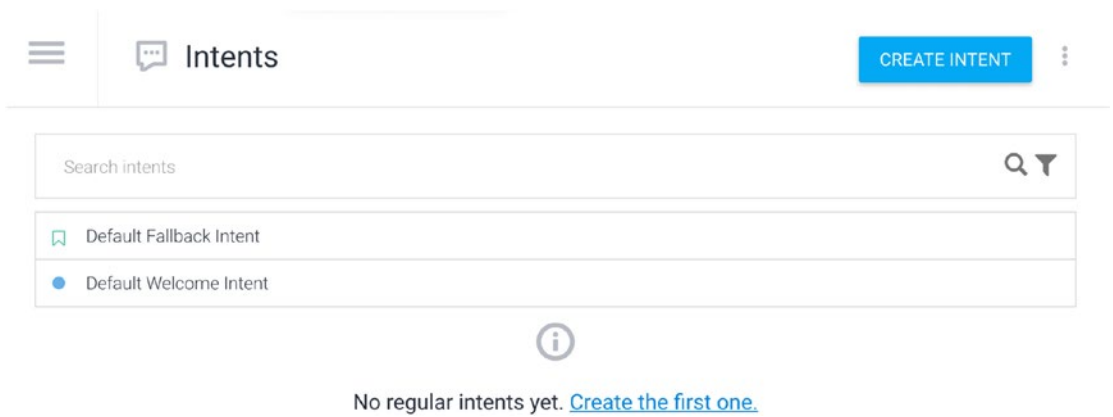 Intents
CREATE INTENT
Search intents
Default Fallback Intent
Default Welcome Intent
No regular intents yet. Create the first one.